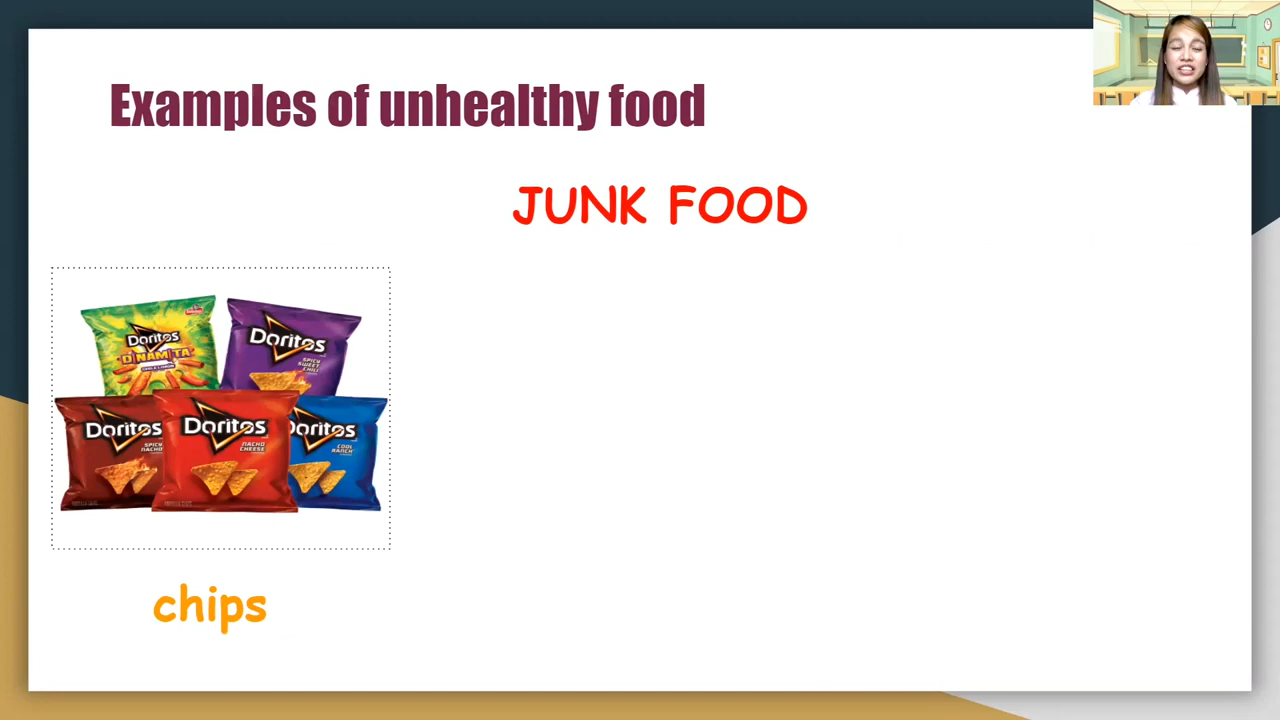 Examples of unhealthy food
JUNK FOOD
Doritos
DINAMITA
Doritos
SPICY
SWEET
CHILI
Doritos
SPICY
NACHO
Doritos
NACHO
CHEESE
Doritos
COOL
RANCH
chips